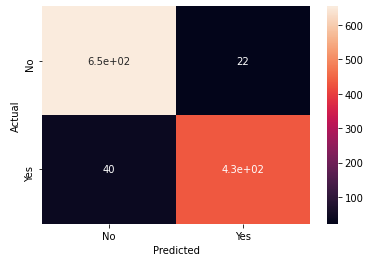 No
6.5e+02
22
Actual
Yes
40
4.3e+02
No
Yes
Predicted
600
500
400
300
200
100